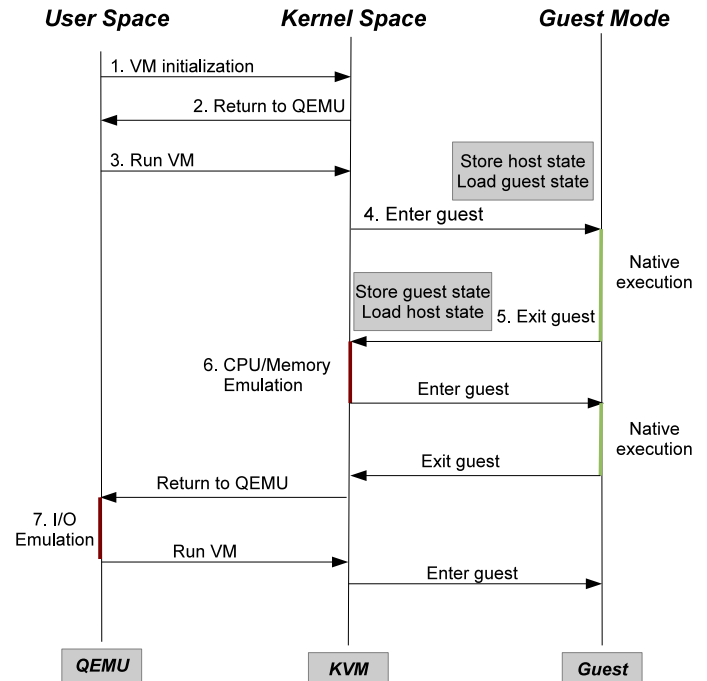 User Space
Kernel Space
Guest Mode
1. VM initialization
2. Return to QEMU
3. Run VM
Store host state
Load guest state
4. Enter guest
Native
execution
Store guest state
Load host state
5. Exit guest
6. CPU/Memory
Emulation
Enter guest
Native
execution
Exit guest
Return to QEMU
7. I/O
Emulation
Run VM
Enter guest
QEMU
KVM
Guest